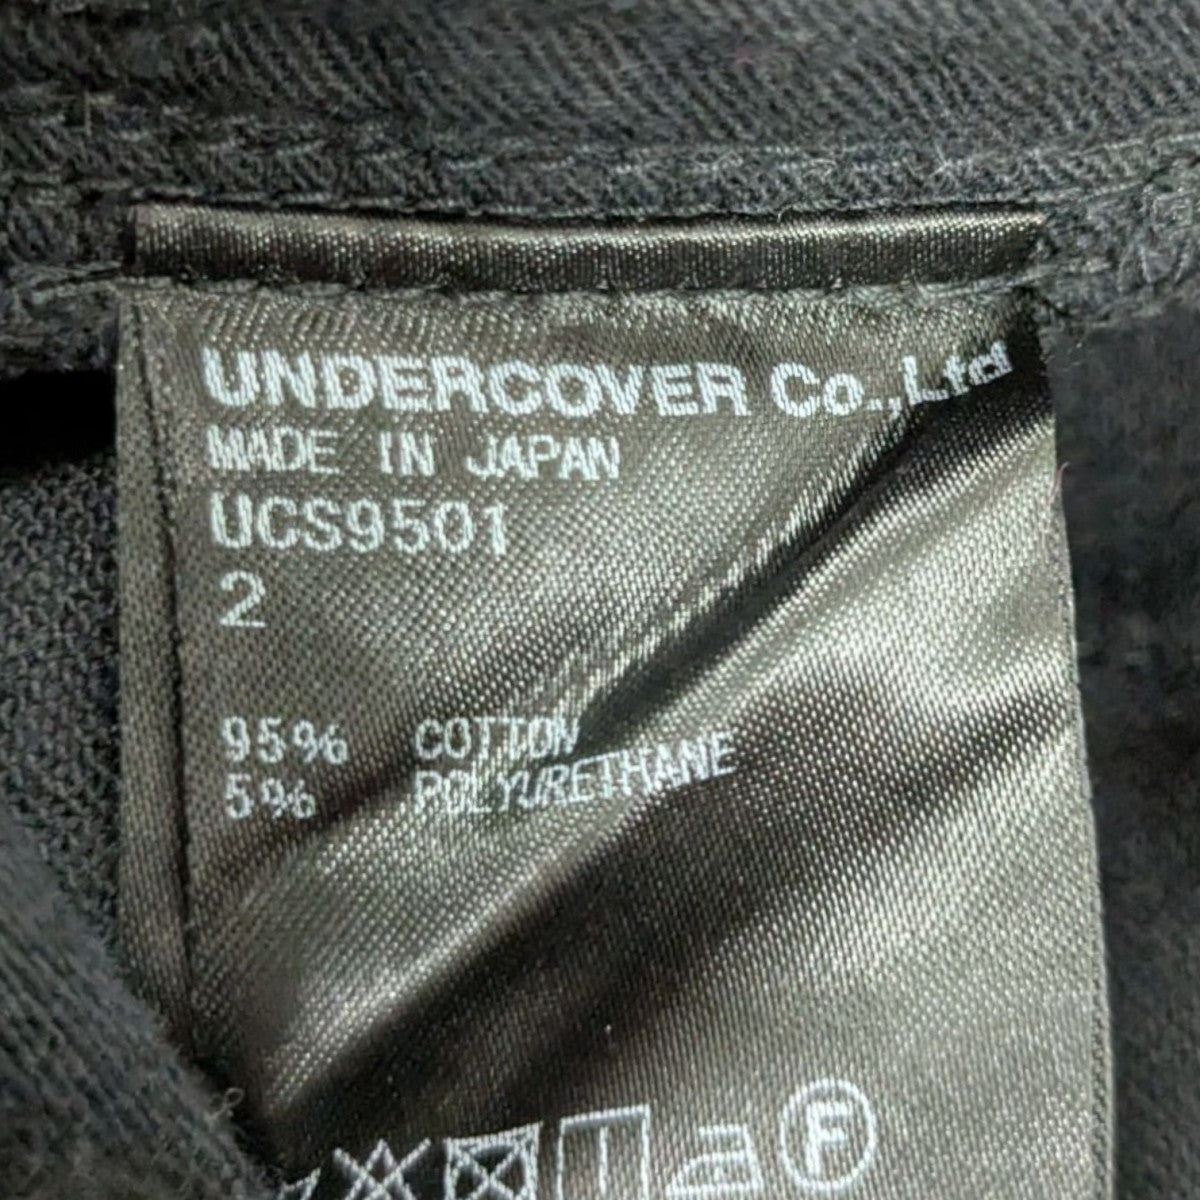 UNDERCOVER Co.,Ltd
MADE IN JAPAN
UCS9501
2
95% COTTON
5% POLYURETHANE
F